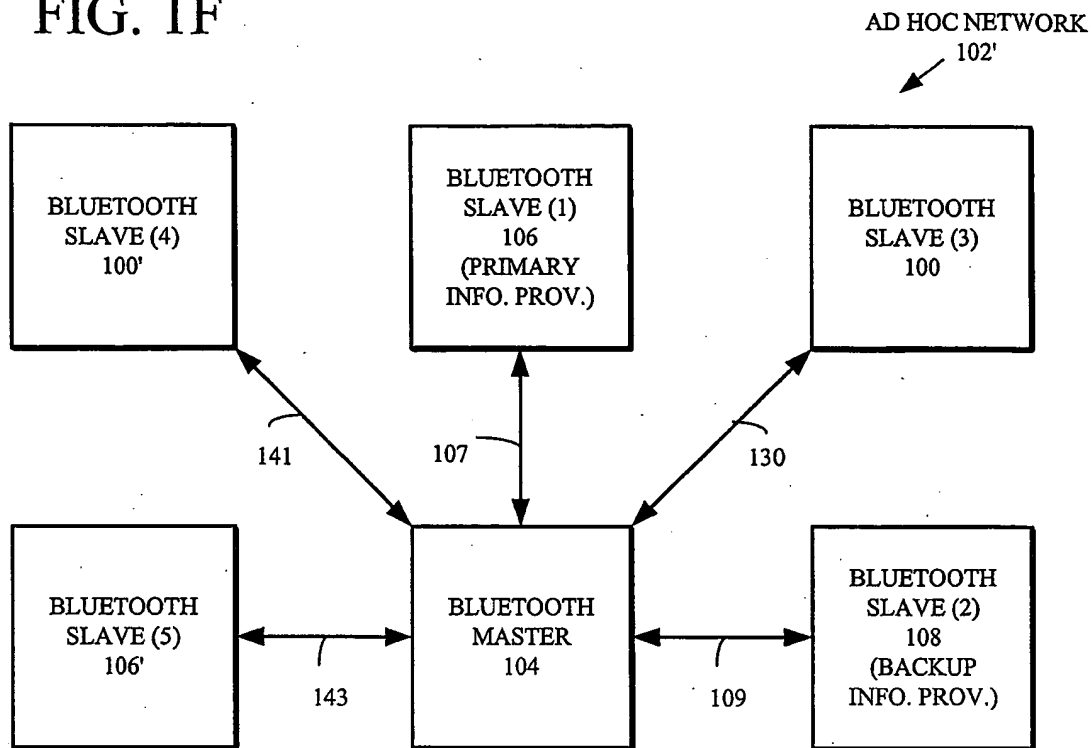 FIG. 1F
AD HOC NETWORK
102'
BLUETOOTH
SLAVE (4)
100'
BLUETOOTH
SLAVE (1)
106
(PRIMARY
INFO. PROV.)
BLUETOOTH
SLAVE (3)
100
141
107
130
BLUETOOTH
SLAVE (5)
106'
143
BLUETOOTH
MASTER
104
109
BLUETOOTH
SLAVE (2)
108
(BACKUP
INFO. PROV.)